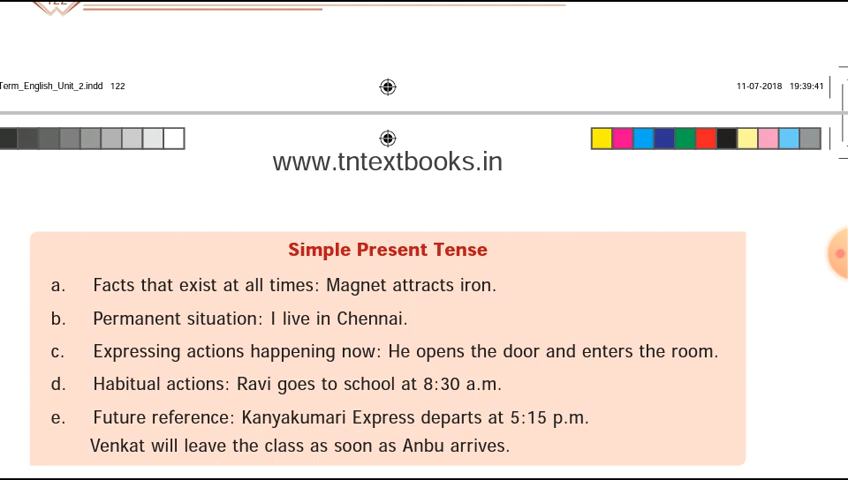 122
Term_English_Unit_2.indd 122
11-07-2018 19:39:41
www.tntextbooks.in
Simple Present Tense
a. Facts that exist at all times: Magnet attracts iron.
b. Permanent situation: I live in Chennai.
c. Expressing actions happening now: He opens the door and enters the room.
d. Habitual actions: Ravi goes to school at 8:30 a.m.
e. Future reference: Kanyakumari Express departs at 5:15 p.m.
Venkat will leave the class as soon as Anbu arrives.